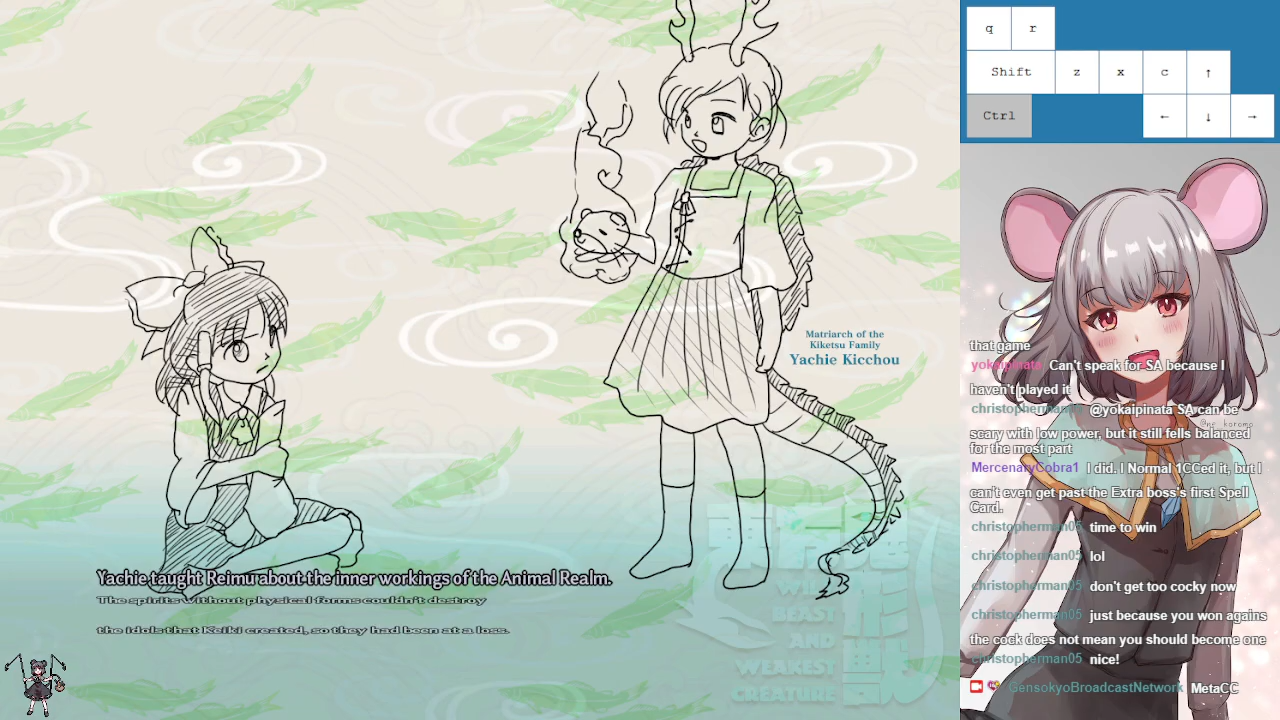 q r
Shift z x c ↑
Ctrl ← ↓ →
Matriarch of the
Kiketsu Family
Yachie Kicchou
Yachie taught Reimu about the inner workings of the Animal Realm.
The spirits without physical forms couldn't destroy
the idols that Keiki created, so they had been at a loss.
WILY
BEAST
AND
WEAKEST
CREATURE
that game
yokaipinata Can't speak for SA because I
haven't played it
christopherman05 @yokaipinata SA can be
scary with low power, but it still fells balanced
for the most part
MercenaryCobra1 I did. I Normal 1CCed it, but I
can't even get past the Extra boss's first Spell
Card.
christopherman05 time to win
christopherman05 lol
christopherman05 don't get too cocky now
christopherman05 just because you won agains
the cock does not mean you should become one
christopherman05 nice!
GensokyoBroadcastNetwork MetaCC